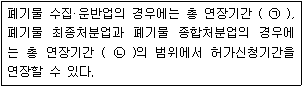 폐기물 수집·운반업의 경우에는 총 연장기간 ( ㉠ ),
폐기물 최종처분업과 폐기물 종합처분업의 경우에
는 총 연장기간 ( ㉡ )의 범위에서 허가신청기간을
연장할 수 있다.